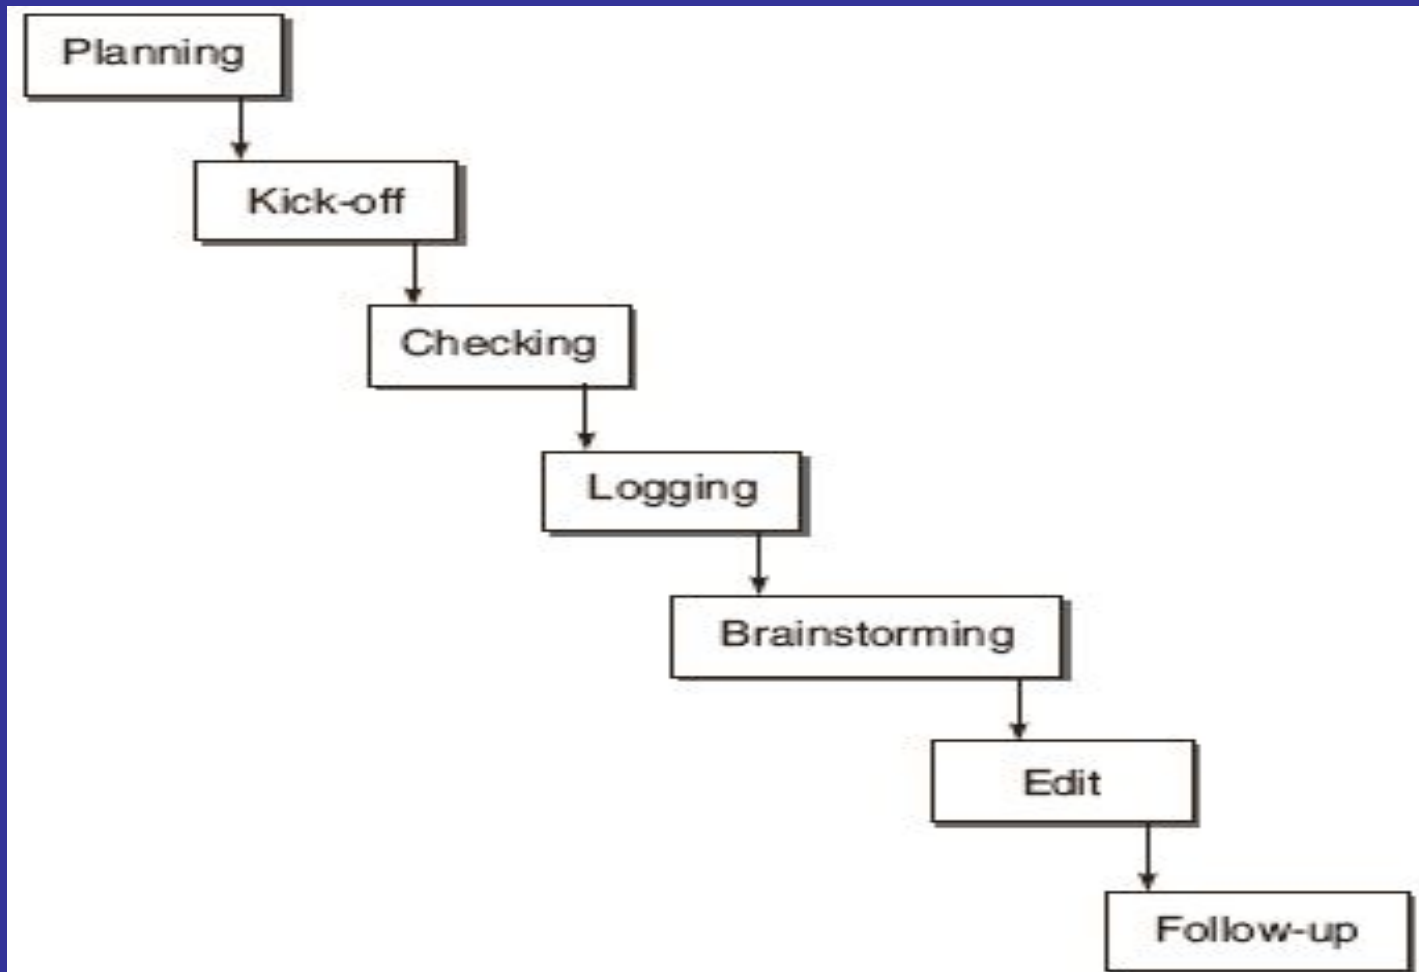 Planning
Kick-off
Checking
Logging
Brainstorming
Edit
Follow-up